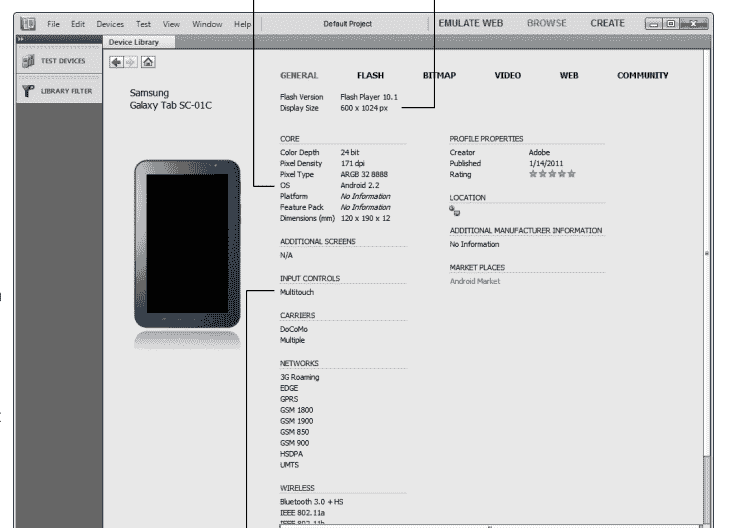 File Edit Devices Test View Window Help Default Project EMULATE WEB BROWSE CREATE
Device Library
TEST DEVICES
LIBRARY FILTER
Samsung
Galaxy Tab SC-01C
GENERAL FLASH BITMAP VIDEO WEB COMMUNITY
Flash Version Flash Player 10.1
Display Size 600 x 1024 px
CORE
Color Depth 24 bit
Pixel Density 171 dpi
Pixel Type ARGB 32 8888
OS Android 2.2
Platform No Information
Feature Pack No Information
Dimensions (mm) 120 x 190 x 12
ADDITIONAL SCREENS
N/A
INPUT CONTROLS
Multitouch
CARRIERS
DoCoMo
Multiple
NETWORKS
3G Roaming
EDGE
GPRS
GSM 1800
GSM 1900
GSM 850
GSM 900
HSDPA
UMTS
WIRELESS
Bluetooth 3.0 + HS
IEEE 802.11a
IEEE 802.11b
PROFILE PROPERTIES
Creator Adobe
Published 1/14/2011
Rating
LOCATION
ADDITIONAL MANUFACTURER INFORMATION
No Information
MARKET PLACES
Android Market